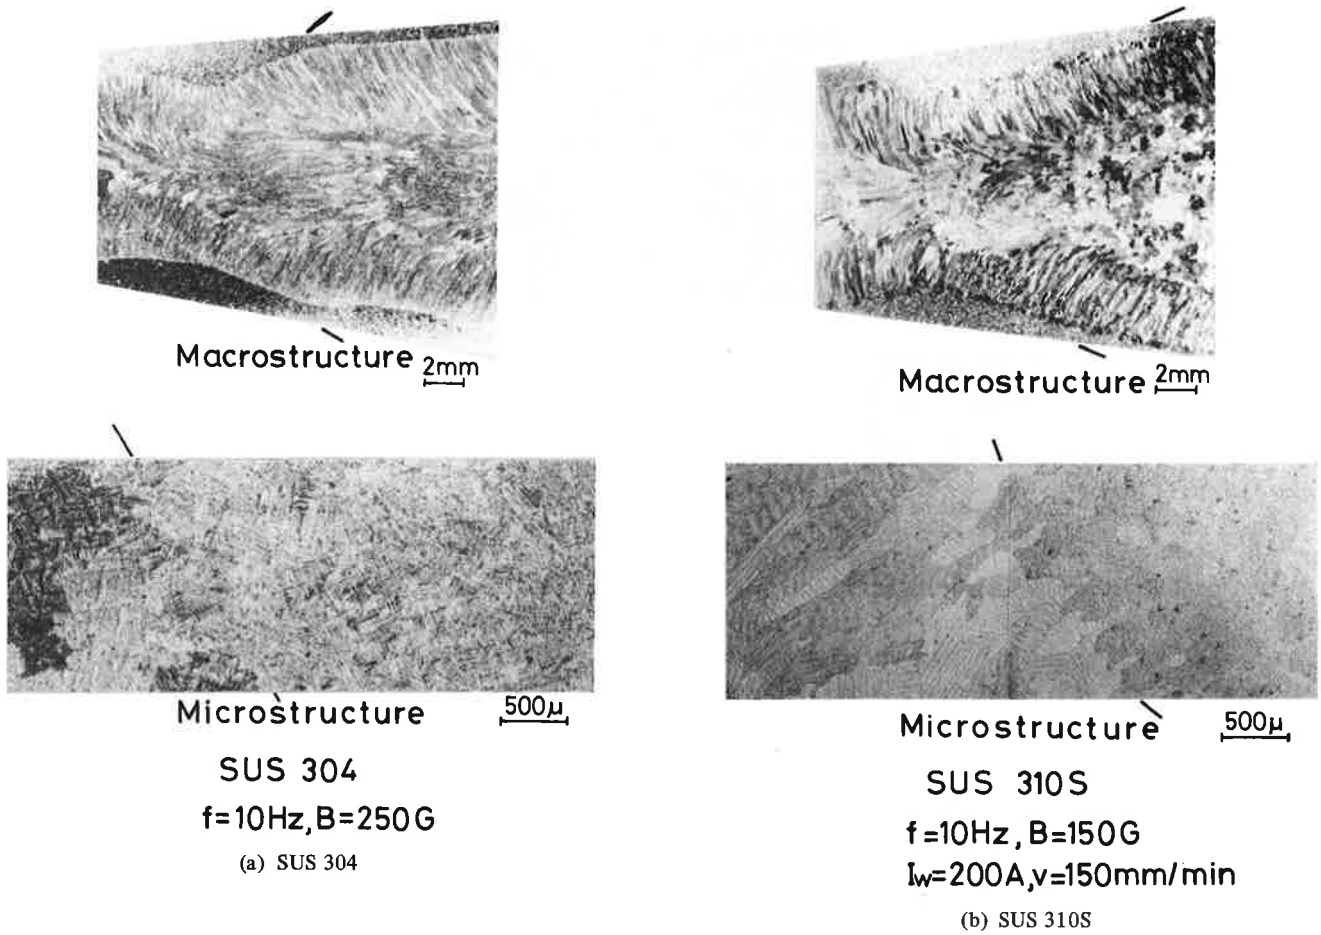 Macrostructure 2mm
Microstructure 500μ
SUS 304
f=10Hz, B=250G
(a) SUS 304
Macrostructure 2mm
Microstructure 500μ
SUS 310S
f=10Hz, B=150G
Iw=200A,v=150mm/min
(b) SUS 310S